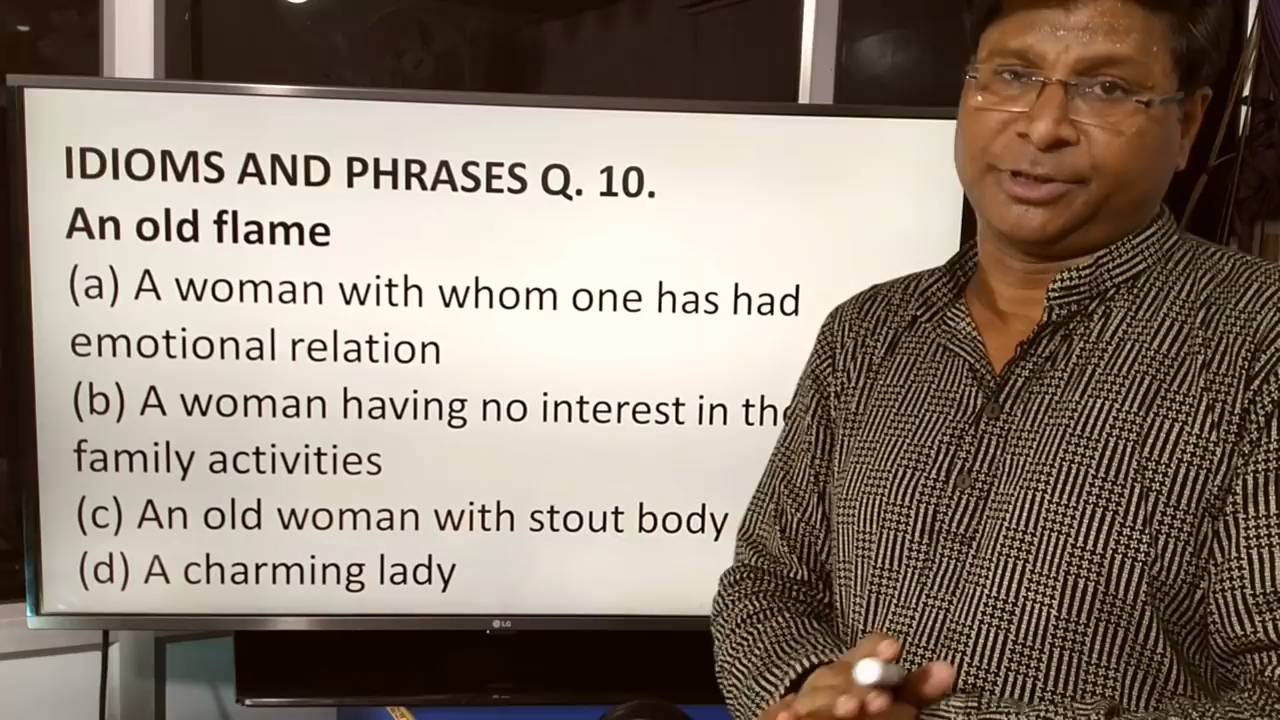 IDIOMS AND PHRASES Q. 10.
An old flame
(a) A woman with whom one has had
emotional relation
(b) A woman having no interest in the
family activities
(c) An old woman with stout body
(d) A charming lady
LG